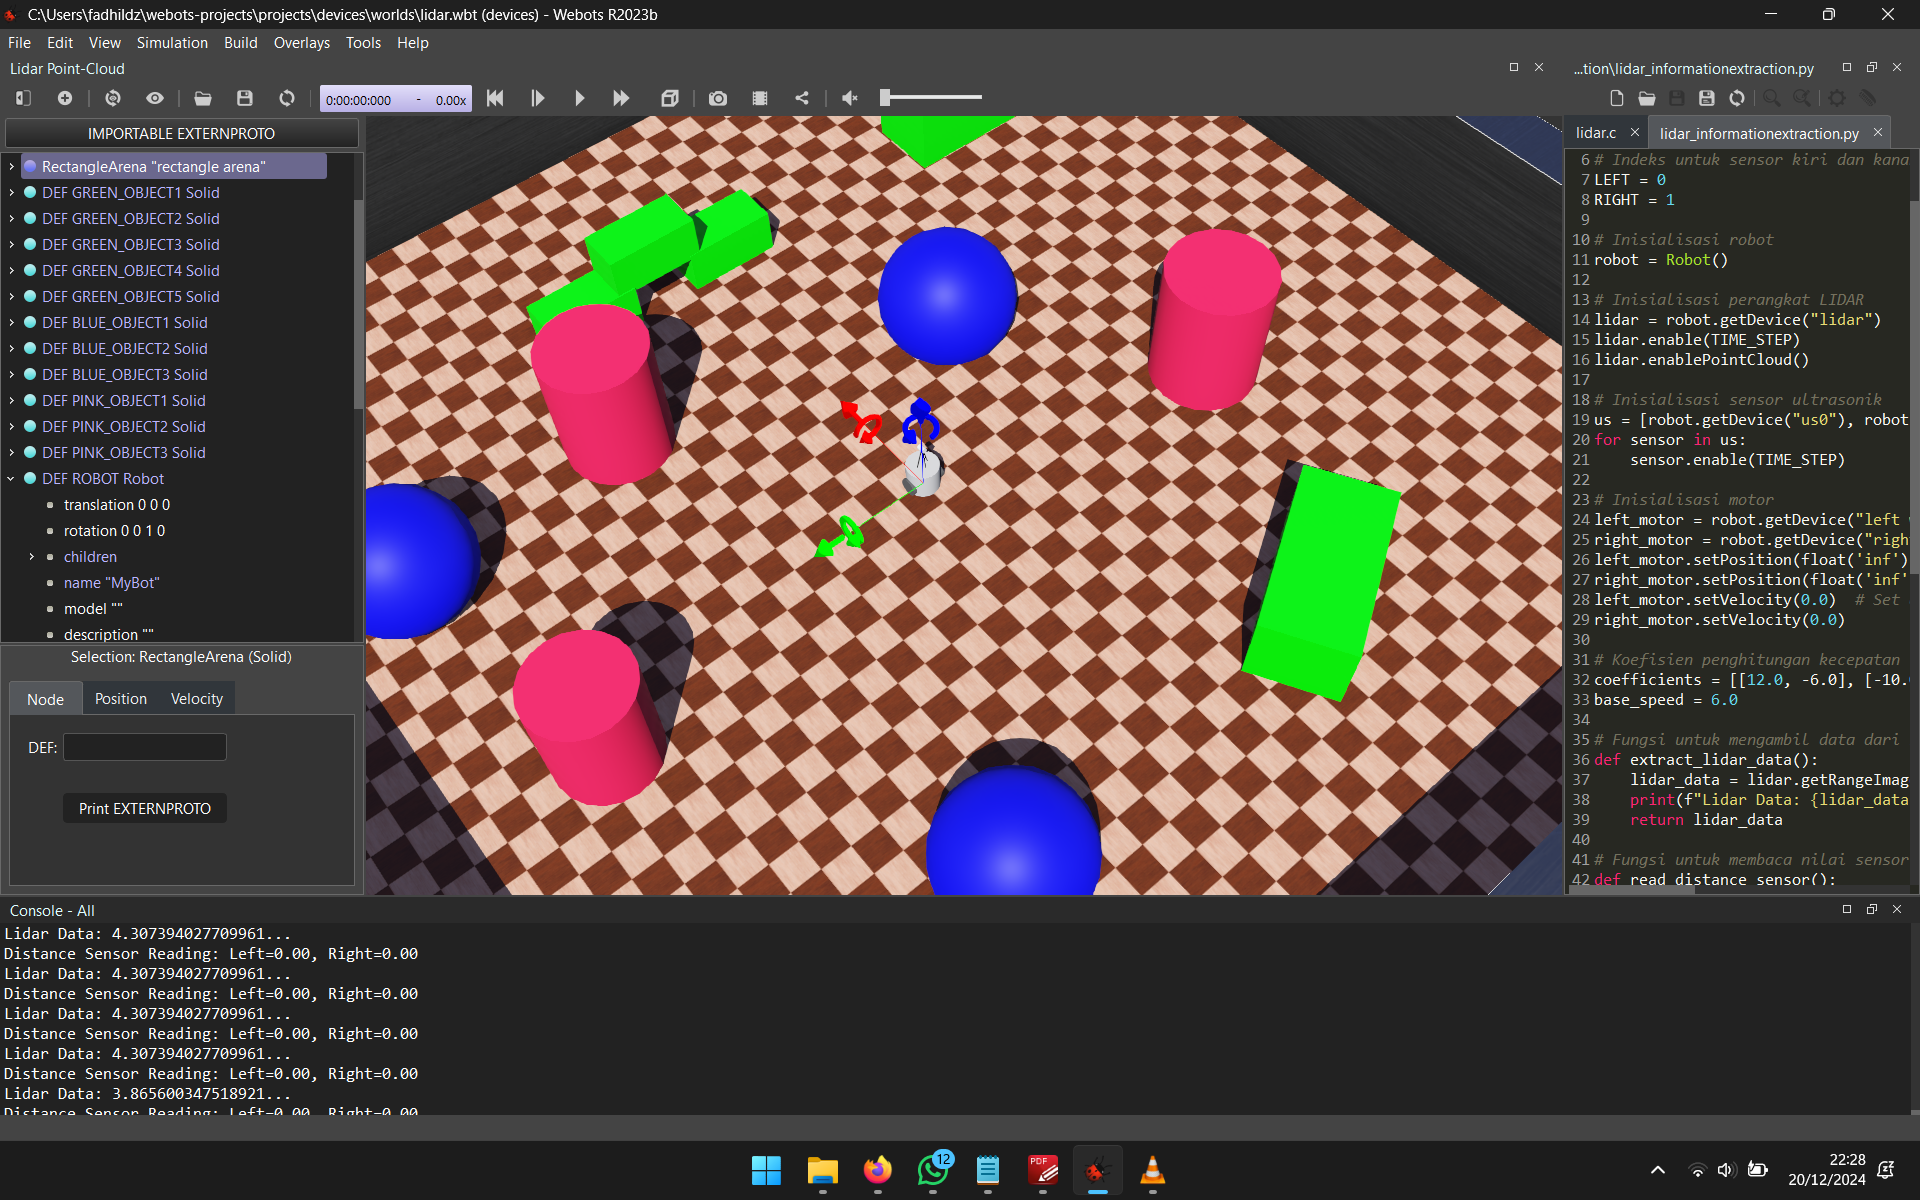 C:\Users\fadhildz\webots-projects\projects\devices\worlds\lidar.wbt (devices) - Webots R2023b
File Edit View Simulation Build Overlays Tools Help
Lidar Point-Cloud
...tion\lidar_informationextraction.py
0:00:00:000 - 0.00x
IMPORTABLE EXTERNPROTO
RectangleArena "rectangle arena"
DEF GREEN_OBJECT1 Solid
DEF GREEN_OBJECT2 Solid
DEF GREEN_OBJECT3 Solid
DEF GREEN_OBJECT4 Solid
DEF GREEN_OBJECT5 Solid
DEF BLUE_OBJECT1 Solid
DEF BLUE_OBJECT2 Solid
DEF BLUE_OBJECT3 Solid
DEF PINK_OBJECT1 Solid
DEF PINK_OBJECT2 Solid
DEF PINK_OBJECT3 Solid
DEF ROBOT Robot
translation 0 0 0
rotation 0 0 1 0
children
name "MyBot"
model ""
description ""
Selection: RectangleArena (Solid)
Node Position Velocity
DEF:
Print EXTERNPROTO
lidar.c lidar_informationextraction.py
6 # Indeks untuk sensor kiri dan kana
7 LEFT = 0
8 RIGHT = 1
9
10 # Inisialisasi robot
11 robot = Robot()
12
13 # Inisialisasi perangkat LIDAR
14 lidar = robot.getDevice("lidar")
15 lidar.enable(TIME_STEP)
16 lidar.enablePointCloud()
17
18 # Inisialisasi sensor ultrasonik
19 us = [robot.getDevice("us0"), robot
20 for sensor in us:
21 sensor.enable(TIME_STEP)
22
23 # Inisialisasi motor
24 left_motor = robot.getDevice("left
25 right_motor = robot.getDevice("righ
26 left_motor.setPosition(float('inf')
27 right_motor.setPosition(float('inf'
28 left_motor.setVelocity(0.0) # Set
29 right_motor.setVelocity(0.0)
30
31 # Koefisien penghitungan kecepatan
32 coefficients = [[12.0, -6.0], [-10.
33 base_speed = 6.0
34
35 # Fungsi untuk mengambil data dari
36 def extract_lidar_data():
37 lidar_data = lidar.getRangeImag
38 print(f"Lidar Data: {lidar_data
39 return lidar_data
40
41 # Fungsi untuk membaca nilai sensor
42 def read_distance_sensor():
Console - All
Lidar Data: 4.307394027709961...
Distance Sensor Reading: Left=0.00, Right=0.00
Lidar Data: 4.307394027709961...
Distance Sensor Reading: Left=0.00, Right=0.00
Lidar Data: 4.307394027709961...
Distance Sensor Reading: Left=0.00, Right=0.00
Lidar Data: 4.307394027709961...
Distance Sensor Reading: Left=0.00, Right=0.00
Lidar Data: 3.865600347518921...
Distance Sensor Reading: Left=0.00, Right=0.00
12
PDF
22:28
20/12/2024